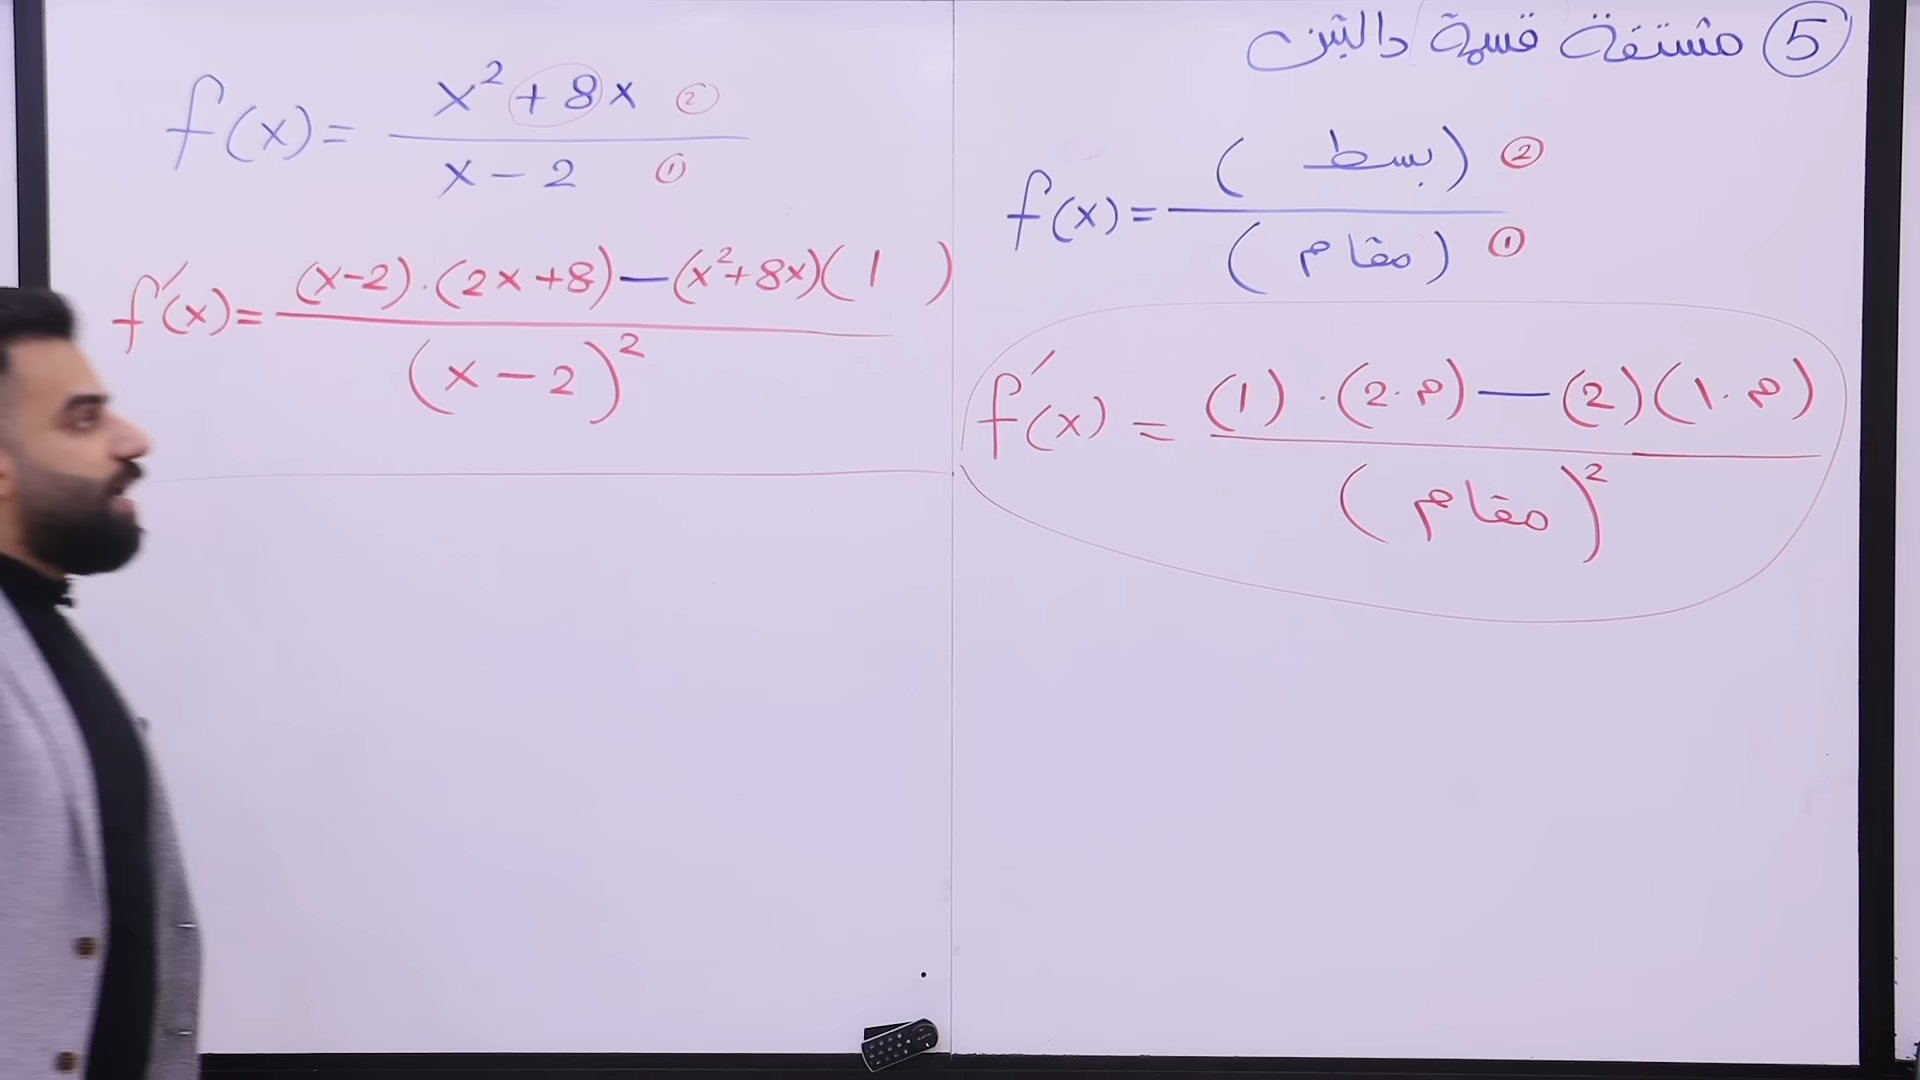 ⑤ مشتقة قسمة دالتين
f(x)= (بسط) ② / (مقام) ①
f′(x) = (1) · (2·م) — (2)(1·م) / (مقام)²
f(x)= x² + 8x ② / x − 2 ①
f′(x)= (x−2)·(2x+8)—(x²+8x)(1) / (x − 2)²